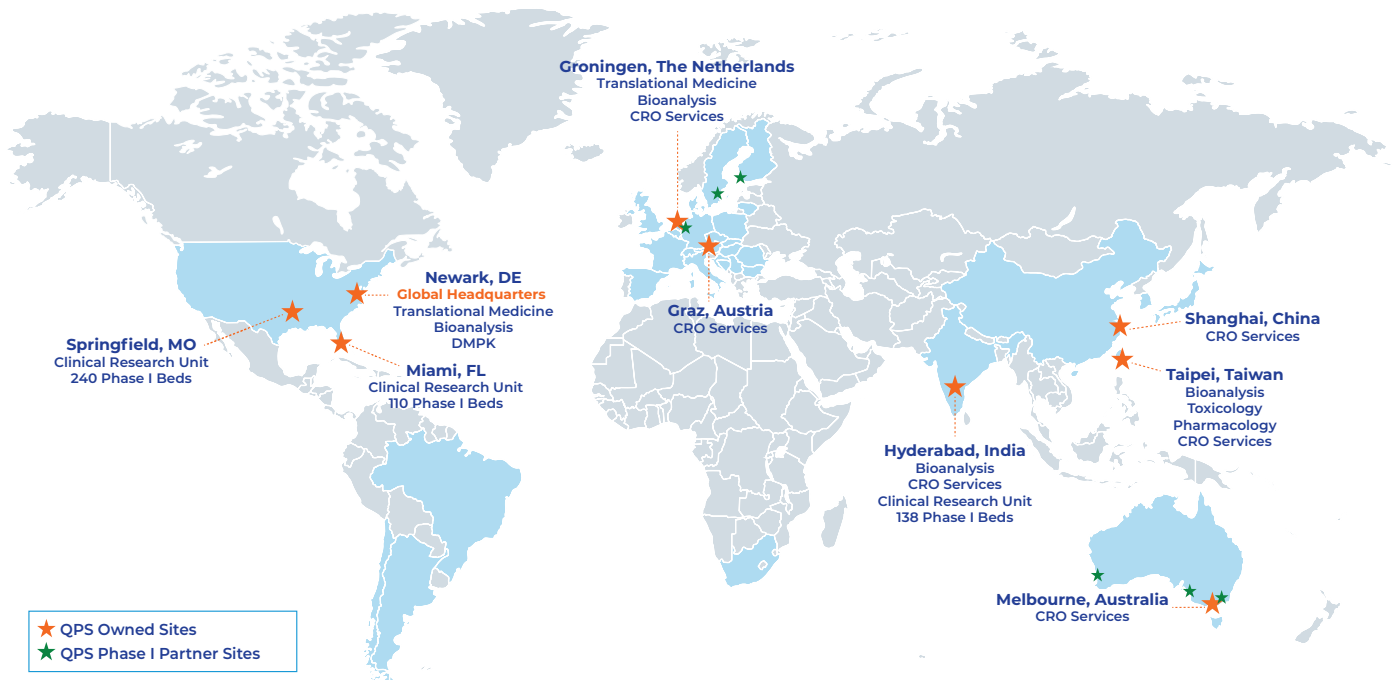 Groningen, The Netherlands
Translational Medicine
Bioanalysis
CRO Services
Newark, DE
Global Headquarters
Translational Medicine
Bioanalysis
DMPK
Springfield, MO
Clinical Research Unit
240 Phase I Beds
Miami, FL
Clinical Research Unit
110 Phase I Beds
Graz, Austria
CRO Services
Shanghai, China
CRO Services
Taipei, Taiwan
Bioanalysis
Toxicology
Pharmacology
CRO Services
Hyderabad, India
Bioanalysis
CRO Services
Clinical Research Unit
138 Phase I Beds
Melbourne, Australia
CRO Services
QPS Owned Sites
QPS Phase I Partner Sites